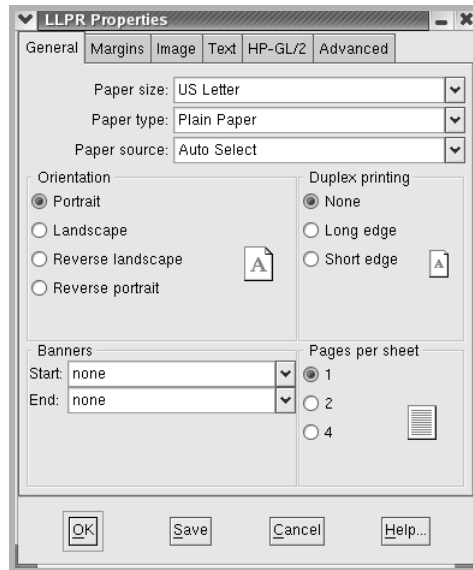 LLPR Properties
General Margins Image Text HP-GL/2 Advanced
Paper size: US Letter
Paper type: Plain Paper
Paper source: Auto Select
Orientation
Portrait
Landscape
Reverse landscape
Reverse portrait
A
Duplex printing
None
Long edge
Short edge
A
Banners
Start: none
End: none
Pages per sheet
1
2
4
OK Save Cancel Help...